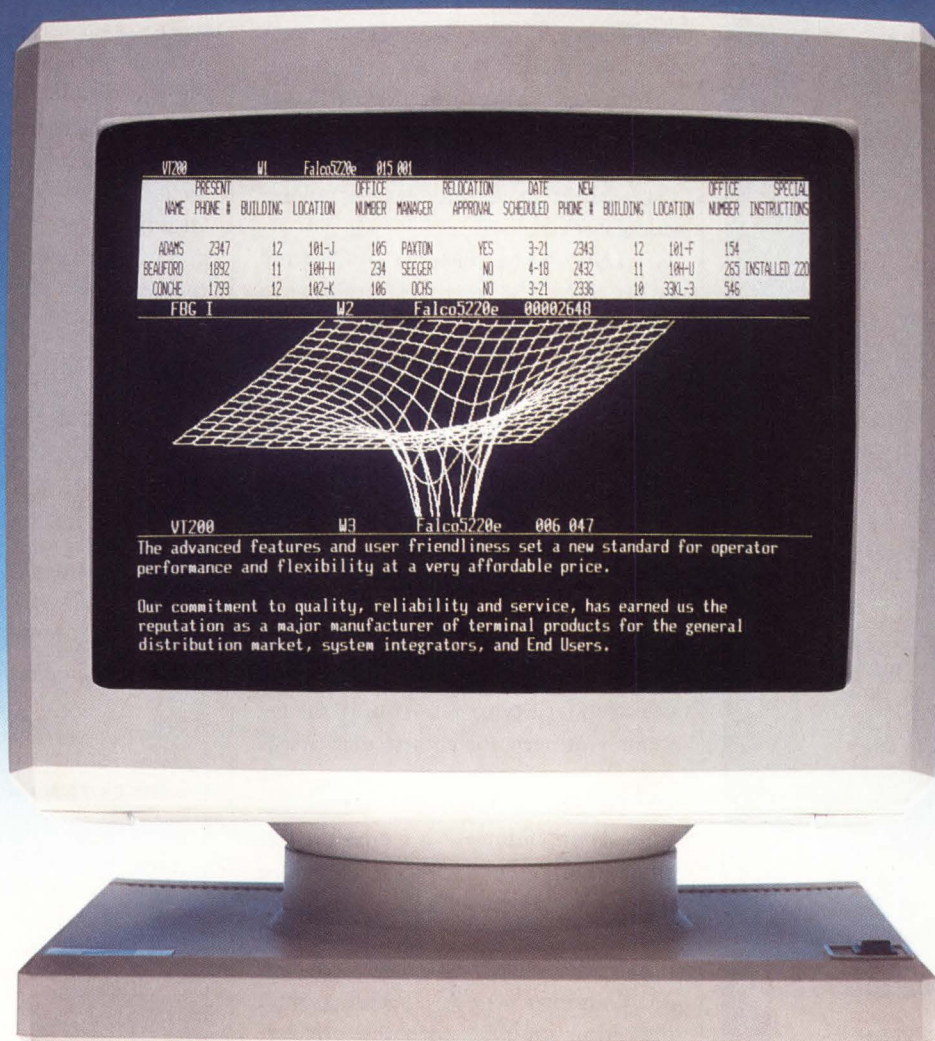 VT200 W1 Falco5220e 015 001
PRESENT OFFICE RELOCATION DATE NEW OFFICE SPECIAL
NAME PHONE # BUILDING LOCATION NUMBER MANAGER APPROVAL SCHEDULED PHONE # BUILDING LOCATION NUMBER INSTRUCTIONS
ADAMS 2347 12 101-J 105 PAXTON YES 3-21 2343 12 101-F 154
BEAUFORD 1892 11 10H-H 234 SEEGER NO 4-18 2432 11 10H-U 265 INSTALLED 220
CONCHE 1793 12 102-K 106 OCHS NO 3-21 2336 10 33KL-3 546
FBG I W2 Falco5220e 00002648
VT200 W3 Falco5220e 006 047
The advanced features and user friendliness set a new standard for operator
performance and flexibility at a very affordable price.
Our commitment to quality, reliability and service, has earned us the
reputation as a major manufacturer of terminal products for the general
distribution market, system integrators, and End Users.